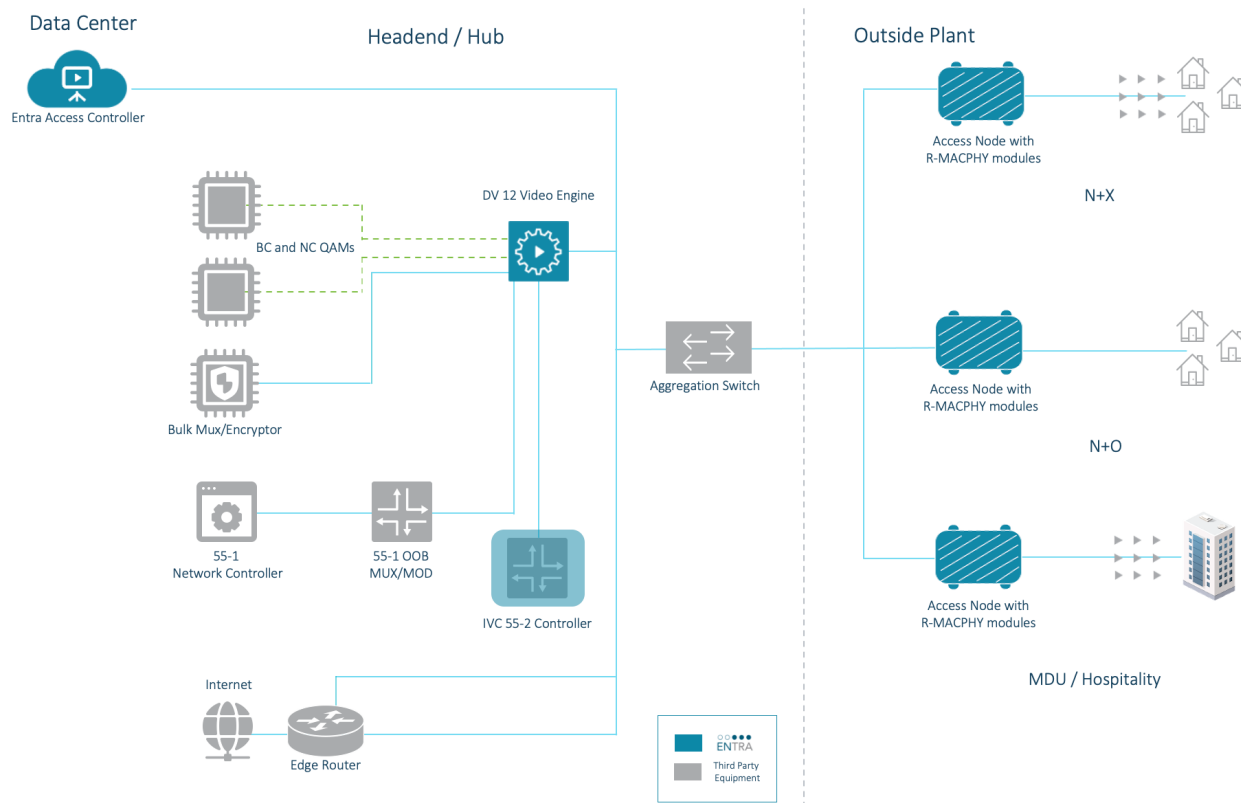 Data Center
Headend / Hub
Outside Plant
Entra Access Controller
DV 12 Video Engine
BC and NC QAMs
Bulk Mux/Encryptor
Aggregation Switch
Access Node with
R-MACPHY modules
N+X
Access Node with
R-MACPHY modules
N+O
55-1
Network Controller
55-1 OOB
MUX/MOD
IVC 55-2 Controller
Access Node with
R-MACPHY modules
MDU / Hospitality
Internet
Edge Router
ENTRA
Third Party
Equipment